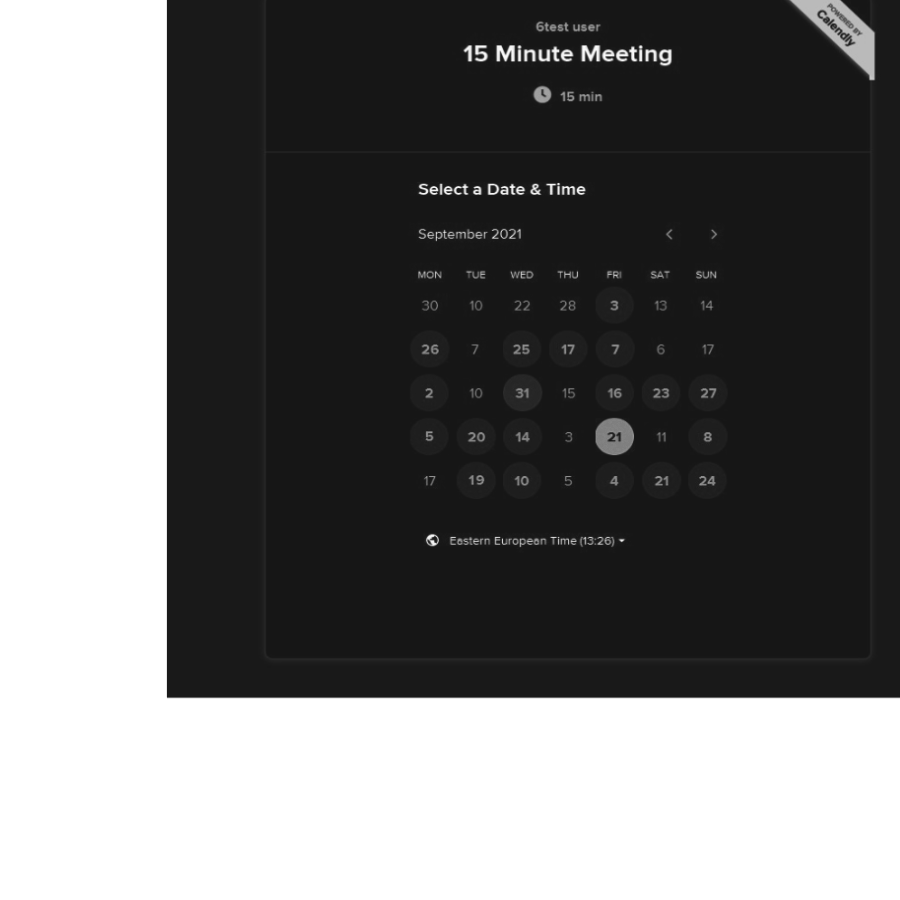 POWERED BY
Calendly
6test user
15 Minute Meeting
15 min
Select a Date & Time
September 2021
MON TUE WED THU FRI SAT SUN
30 10 22 28 3 13 14
26 7 25 17 7 6 17
2 10 31 15 16 23 27
5 20 14 3 21 11 8
17 19 10 5 4 21 24
Eastern European Time (13:26)